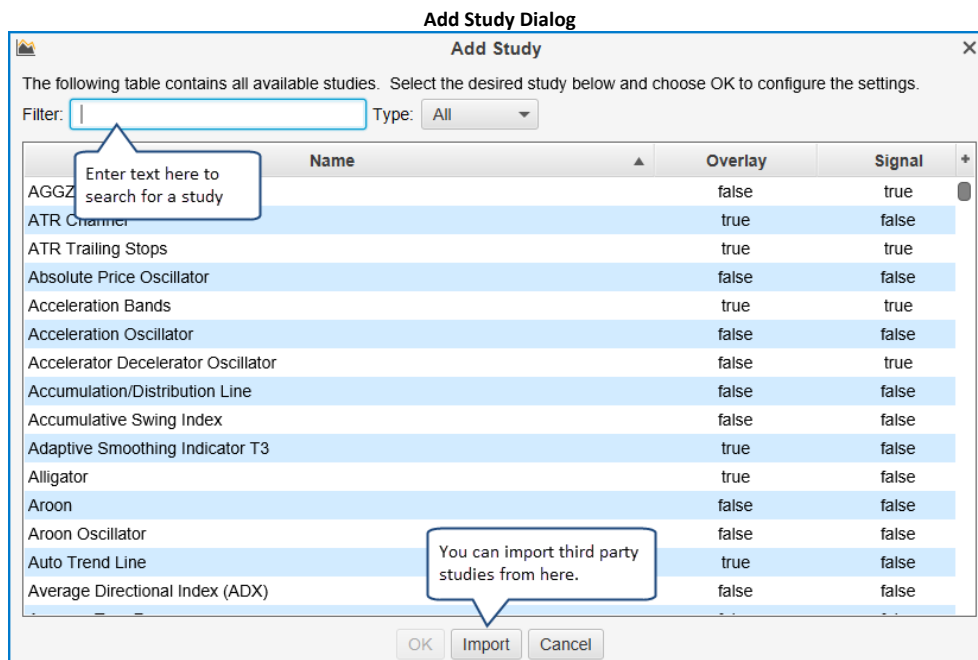 Add Study Dialog
Add Study
The following table contains all available studies. Select the desired study below and choose OK to configure the settings.
Filter: Type: All
Name Overlay Signal +
Enter text here to
search for a study
AGGZ false true
ATR Channel true false
ATR Trailing Stops true true
Absolute Price Oscillator false false
Acceleration Bands true true
Acceleration Oscillator false false
Accelerator Decelerator Oscillator false true
Accumulation/Distribution Line false false
Accumulative Swing Index false false
Adaptive Smoothing Indicator T3 true false
Alligator true false
Aroon false false
Aroon Oscillator false false
You can import third party
studies from here.
Auto Trend Line true false
Average Directional Index (ADX) false false
OK Import Cancel